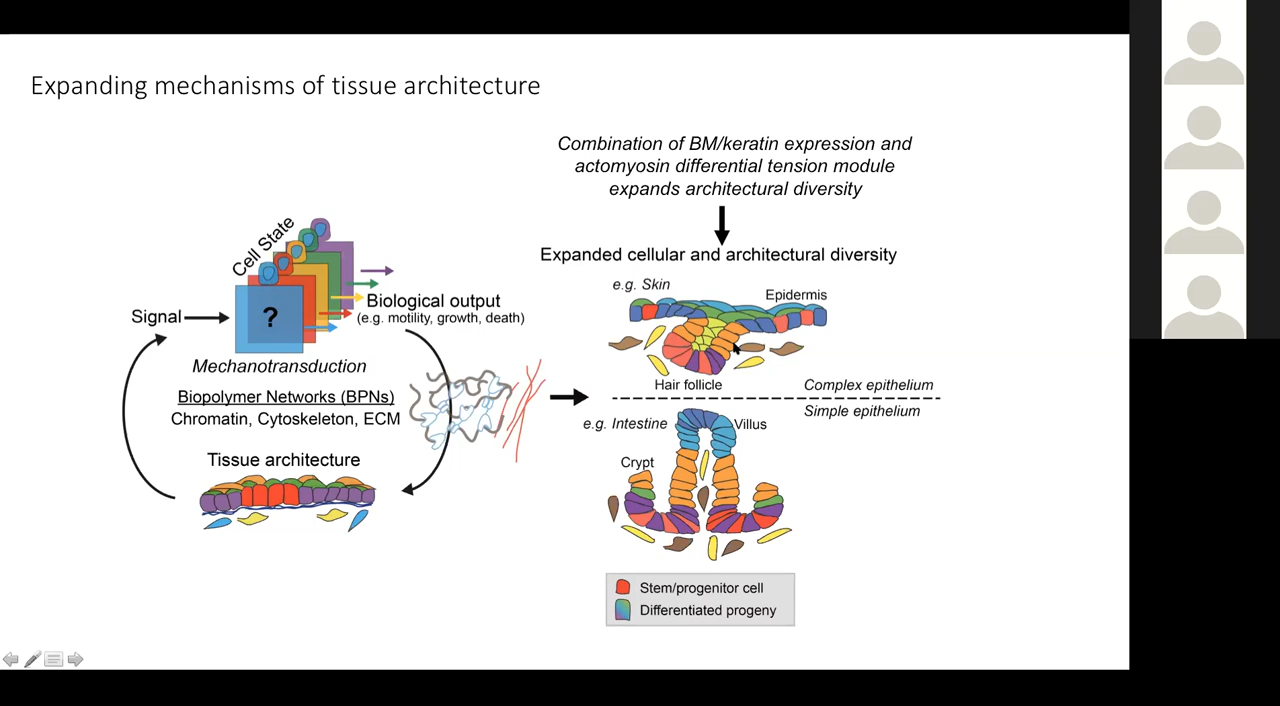 Expanding mechanisms of tissue architecture
Combination of BM/keratin expression and
actomyosin differential tension module
expands architectural diversity
Expanded cellular and architectural diversity
Cell State
Signal
?
Biological output
(e.g. motility, growth, death)
Mechanotransduction
Biopolymer Networks (BPNs)
Chromatin, Cytoskeleton, ECM
Tissue architecture
e.g. Skin
Epidermis
Hair follicle
Complex epithelium
Simple epithelium
e.g. Intestine
Villus
Crypt
Stem/progenitor cell
Differentiated progeny